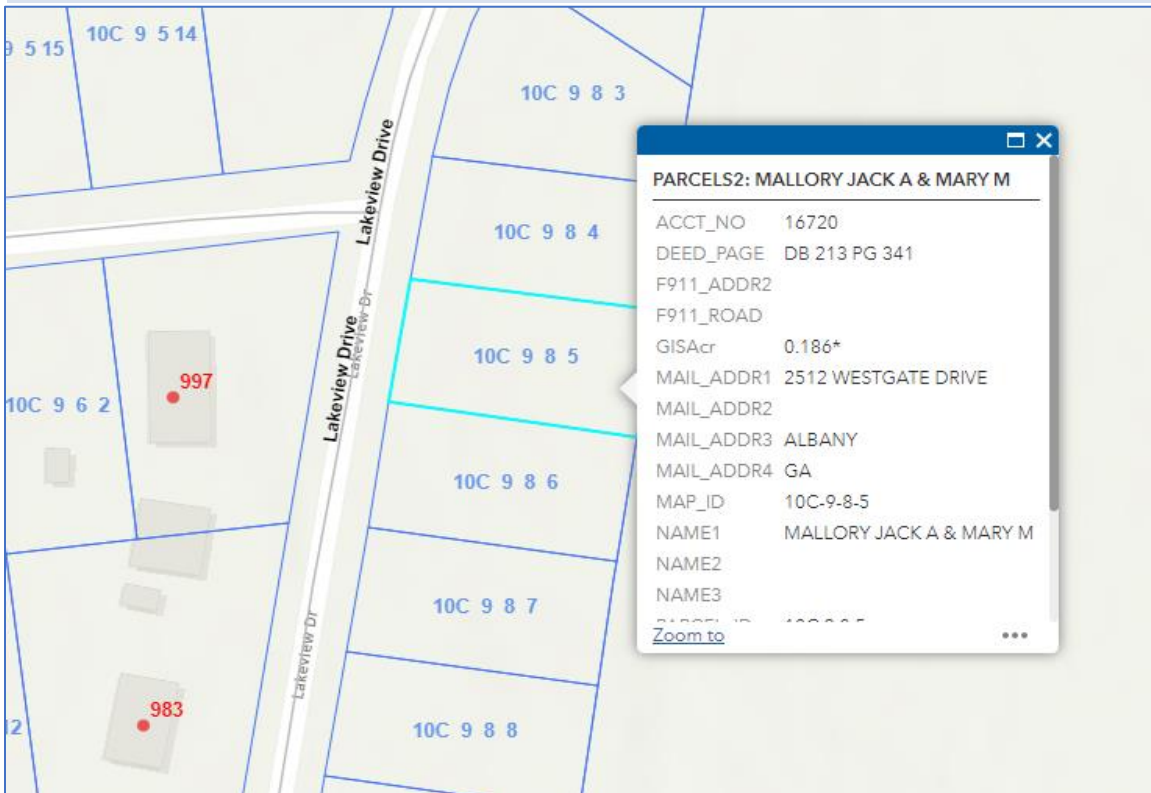 9 5 15
10C 9 5 14
10C 9 8 3
Lakeview Drive
10C 9 8 4
Lakeview Drive
Lakeview Dr
10C 9 8 5
997
10C 9 6 2
10C 9 8 6
10C 9 8 7
Lakeview Dr
983
12
10C 9 8 8
PARCELS2: MALLORY JACK A & MARY M
ACCT_NO 16720
DEED_PAGE DB 213 PG 341
F911_ADDR2
F911_ROAD
GISAcr 0.186*
MAIL_ADDR1 2512 WESTGATE DRIVE
MAIL_ADDR2
MAIL_ADDR3 ALBANY
MAIL_ADDR4 GA
MAP_ID 10C-9-8-5
NAME1 MALLORY JACK A & MARY M
NAME2
NAME3
Zoom to